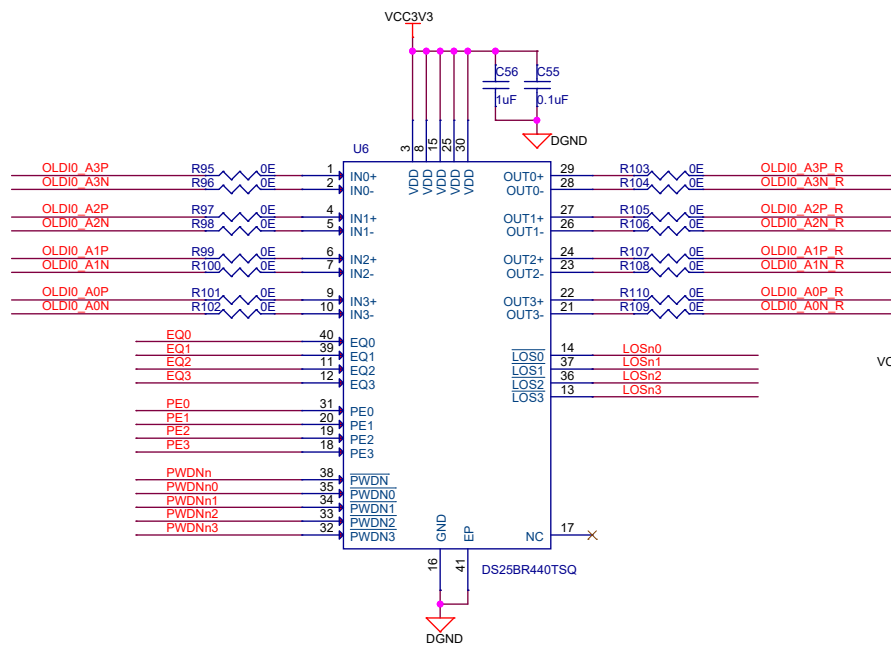 VCC3V3
C56
C55
1uF
0.1uF
DGND
U6
3
8
15
25
30
VDD
VDD
VDD
VDD
VDD
OLDI0_A3P R95 0E 1 IN0+ OUT0+ 29 R103 0E OLDI0_A3P_R
OLDI0_A3N R96 0E 2 IN0- OUT0- 28 R104 0E OLDI0_A3N_R
OLDI0_A2P R97 0E 4 IN1+ OUT1+ 27 R105 0E OLDI0_A2P_R
OLDI0_A2N R98 0E 5 IN1- OUT1- 26 R106 0E OLDI0_A2N_R
OLDI0_A1P R99 0E 6 IN2+ OUT2+ 24 R107 0E OLDI0_A1P_R
OLDI0_A1N R100 0E 7 IN2- OUT2- 23 R108 0E OLDI0_A1N_R
OLDI0_A0P R101 0E 9 IN3+ OUT3+ 22 R110 0E OLDI0_A0P_R
OLDI0_A0N R102 0E 10 IN3- OUT3- 21 R109 0E OLDI0_A0N_R
EQ0 40 EQ0
EQ1 39 EQ1 LOS0 14 LOSn0
EQ2 11 EQ2 LOS1 37 LOSn1
EQ3 12 EQ3 LOS2 36 LOSn2
LOS3 13 LOSn3
VC
PE0 31 PE0
PE1 20 PE1
PE2 19 PE2
PE3 18 PE3
PWDNn 38 PWDN
PWDNn0 35 PWDN0
PWDNn1 34 PWDN1
PWDNn2 33 PWDN2
PWDNn3 32 PWDN3
GND
EP
NC 17
16
41
DS25BR440TSQ
DGND